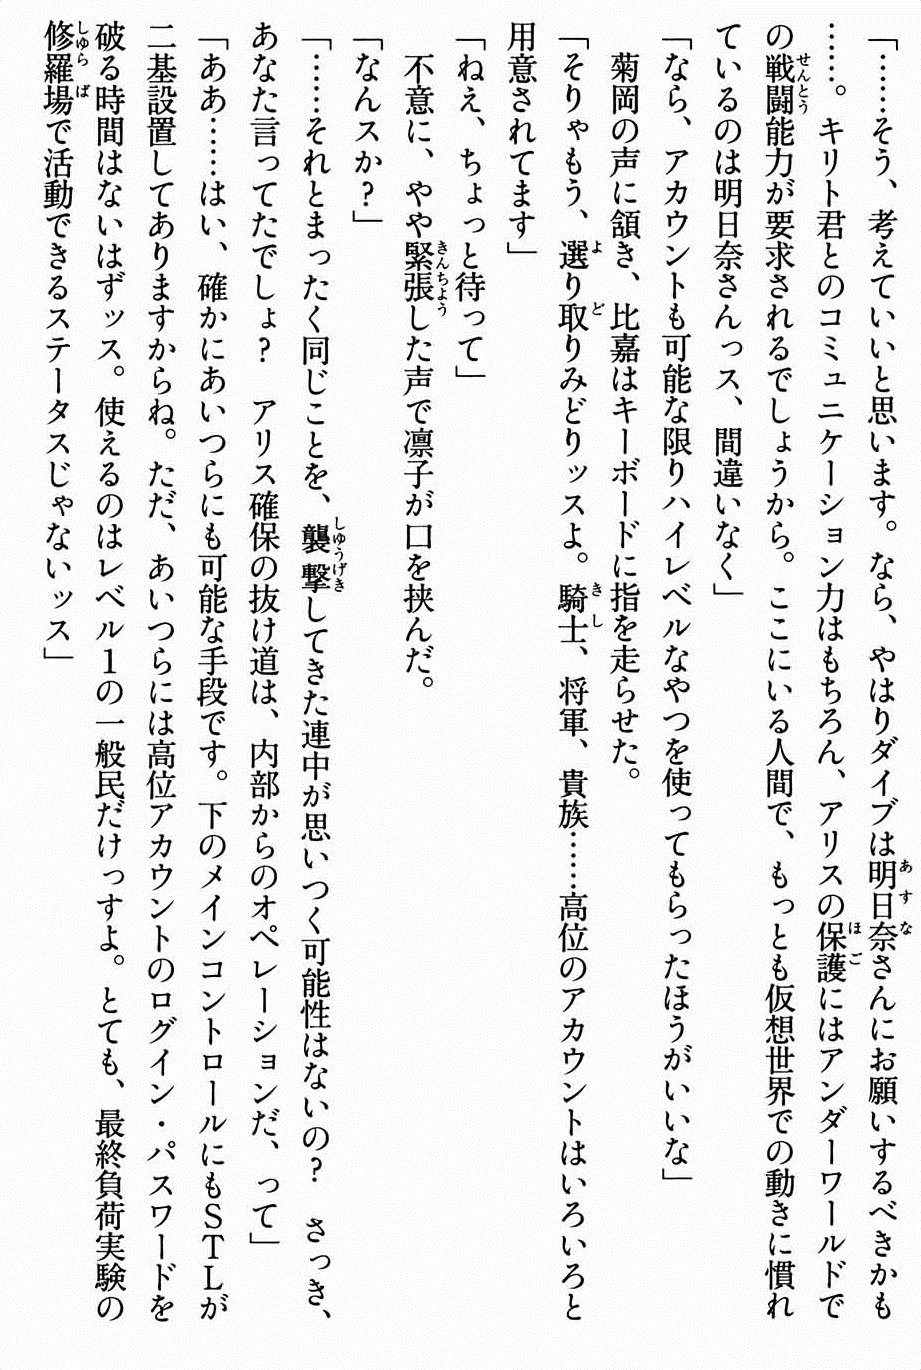 「……そう、考えていいと思います。なら、やはりダイブは明日奈さんにお願いするべきかも
……。キリト君とのコミュニケーション力はもちろん、アリスの保護にはアンダーワールドで
の戦闘能力が要求されるでしょうから。ここにいる人間で、もっとも仮想世界での動きに慣れ
ているのは明日奈さんっス、間違いなく」
「なら、アカウントも可能な限りハイレベルなやつを使ってもらったほうがいいな」
　菊岡の声に頷き、比嘉はキーボードに指を走らせた。
「そりゃもう、選り取りみどりッスよ。騎士、将軍、貴族……高位のアカウントはいろいろと
用意されてます」
「ねえ、ちょっと待って」
　不意に、やや緊張した声で凛子が口を挟んだ。
「なんスか？」
「……それとまったく同じことを、襲撃してきた連中が思いつく可能性はないの？　さっき、
あなた言ってたでしょ？　アリス確保の抜け道は、内部からのオペレーションだ、って」
「ああ……はい、確かにあいつらにも可能な手段です。下のメインコントロールにもＳＴＬが
二基設置してありますからね。ただ、あいつらには高位アカウントのログイン・パスワードを
破る時間はないはずッス。使えるのはレベル１の一般民だけっすよ。とても、最終負荷実験の
修羅場で活動できるステータスじゃないッス」